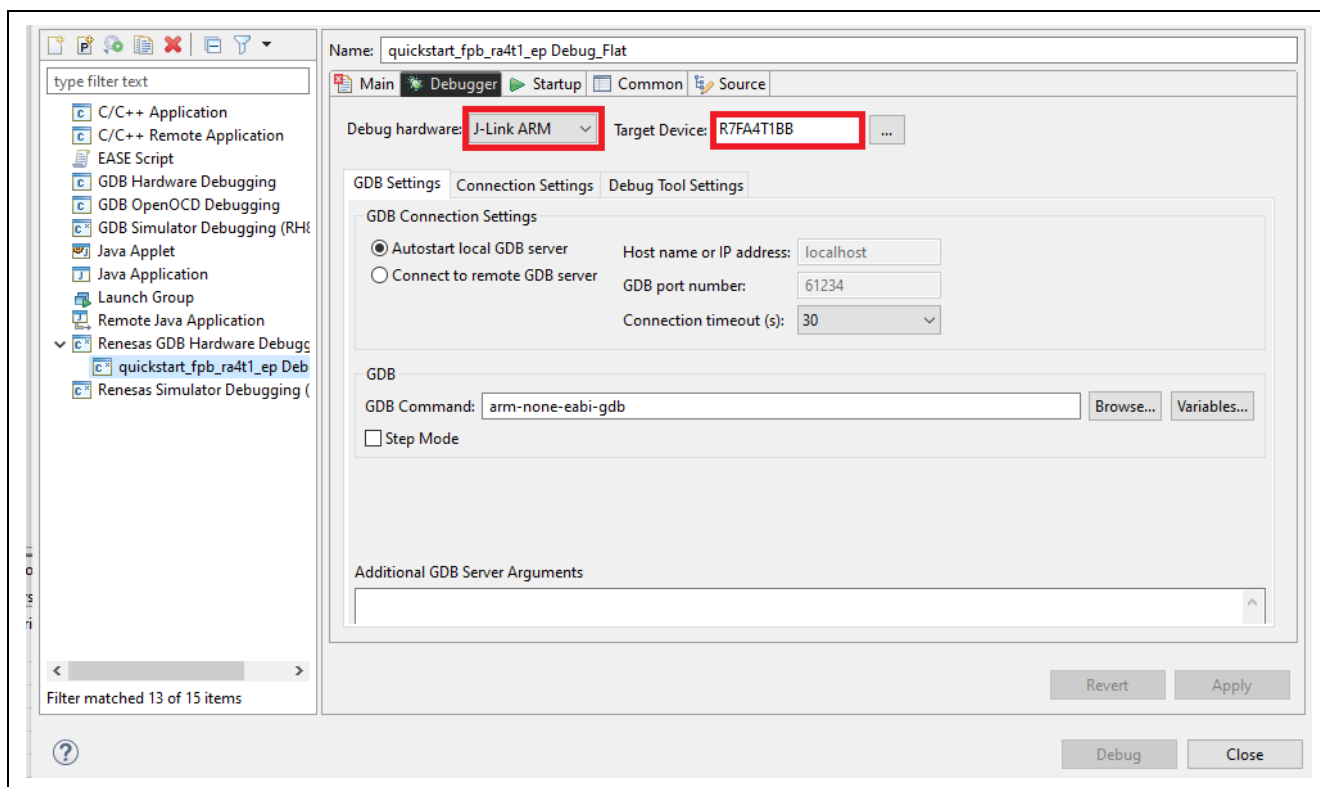 Name: quickstart_fpb_ra4t1_ep Debug_Flat
type filter text
Main Debugger Startup Common Source
C/C++ Application
C/C++ Remote Application
EASE Script
GDB Hardware Debugging
GDB OpenOCD Debugging
GDB Simulator Debugging (RH8
Java Applet
Java Application
Launch Group
Remote Java Application
Renesas GDB Hardware Debugg
quickstart_fpb_ra4t1_ep Deb
Renesas Simulator Debugging (
Filter matched 13 of 15 items
Debug hardware: J-Link ARM Target Device: R7FA4T1BB ...
GDB Settings Connection Settings Debug Tool Settings
GDB Connection Settings
Autostart local GDB server
Connect to remote GDB server
Host name or IP address: localhost
GDB port number: 61234
Connection timeout (s): 30
GDB
GDB Command: arm-none-eabi-gdb Browse... Variables...
Step Mode
Additional GDB Server Arguments
Revert Apply
? Debug Close